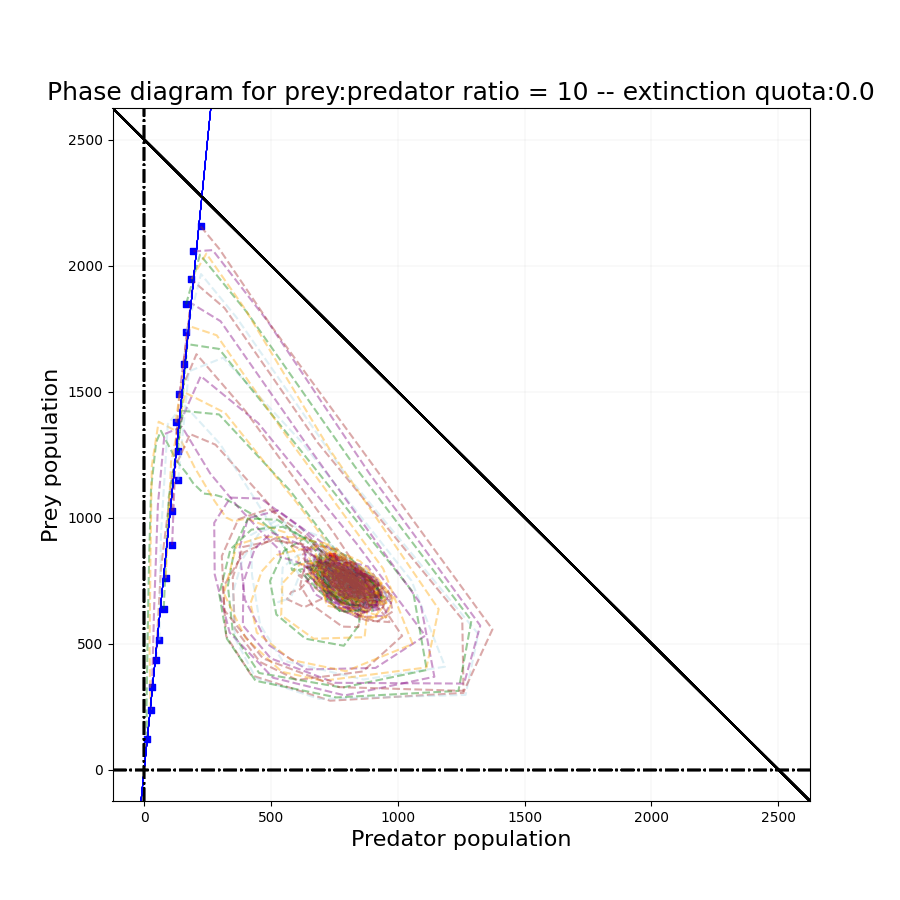 Phase diagram for prey:predator ratio = 10 -- extinction quota:0.0
2500
2000
1500
1000
500
0
Prey population
0 500 1000 1500 2000 2500
Predator population